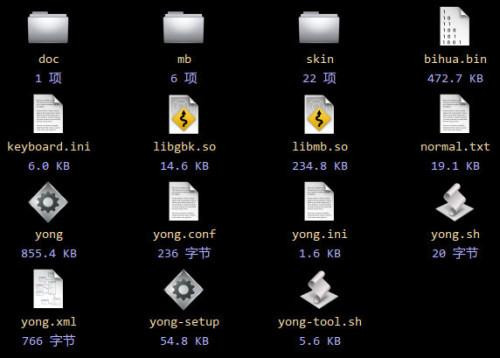 doc mb skin bihua.bin
1 项 6 项 22 项 472.7 KB
keyboard.ini libgbk.so libmb.so normal.txt
6.0 KB 14.6 KB 234.8 KB 19.1 KB
yong yong.conf yong.ini yong.sh
855.4 KB 236 字节 1.6 KB 20 字节
yong.xml yong-setup yong-tool.sh
766 字节 54.8 KB 5.6 KB